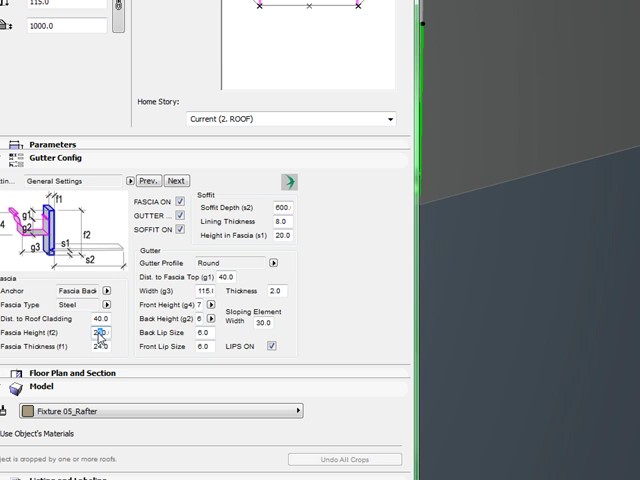 115.0
1000.0
Home Story:
Current (2. ROOF)
Parameters
Gutter Config
General Settings
Prev.
Next
f1
g1
g2
4
g3
f2
s1
s2
FASCIA ON
GUTTER ...
SOFFIT ON
Soffit
Soffit Depth (s2) 600.
Lining Thickness 8.0
Height in Fascia (s1) 20.0
Gutter
Gutter Profile Round
Dist. to Fascia Top (g1) 40.0
Width (g3) 115.
Thickness 2.0
Front Height (g4) 7
Back Height (g2) 6
Sloping Element
Width 30.0
Back Lip Size 6.0
Front Lip Size 6.0
LIPS ON
ascia
Anchor Fascia Back
Fascia Type Steel
Dist. to Roof Cladding 40.0
Fascia Height (f2)
Fascia Thickness (f1) 24.0
Floor Plan and Section
Model
Fixture 05_Rafter
Use Object's Materials
ject is cropped by one or more roofs.
Undo All Crops